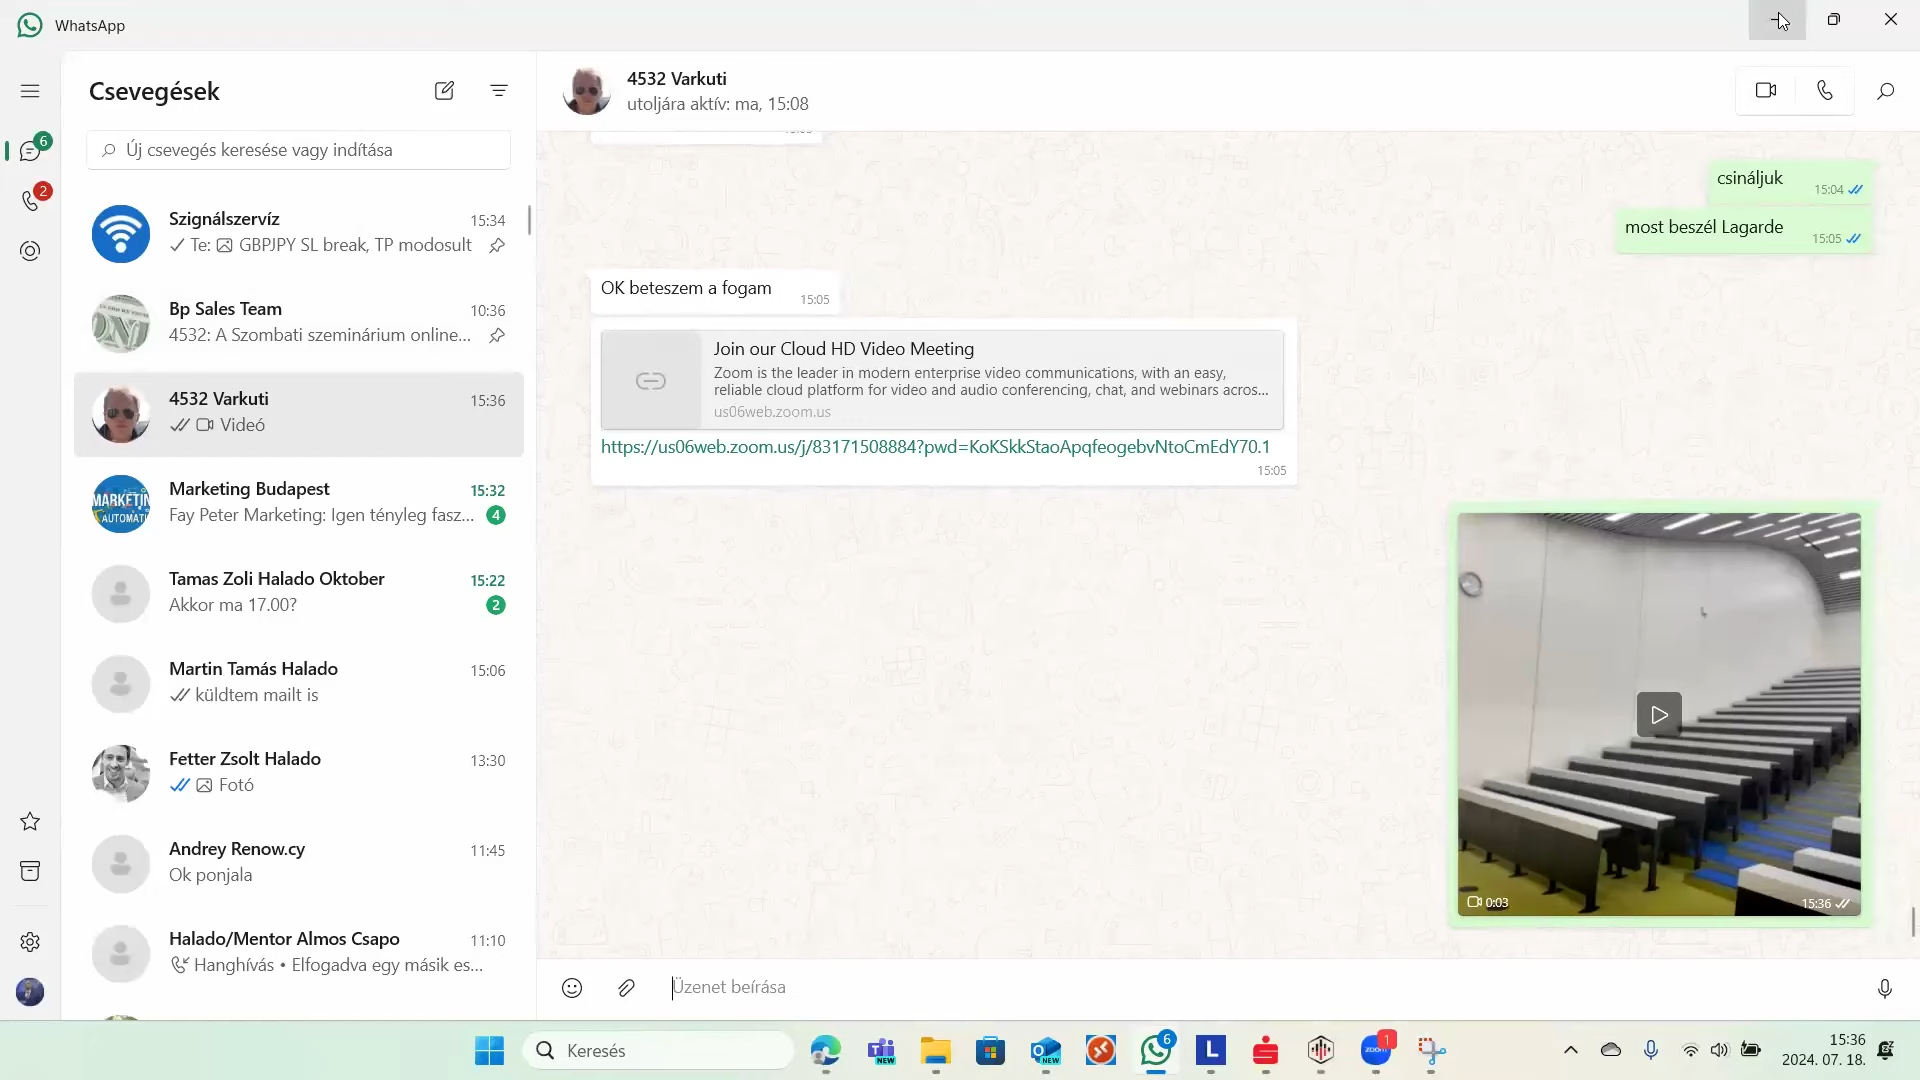 WhatsApp
Csevegések
4532 Varkuti
utoljára aktív: ma, 15:08
6
Új csevegés keresése vagy indítása
2
Szignálszervíz
15:34
Te: GBPJPY SL break, TP modosult
Bp Sales Team
10:36
4532: A Szombati szeminárium online...
4532 Varkuti
15:36
Videó
Marketing Budapest
15:32
Fay Peter Marketing: Igen tényleg fasz...
4
Tamas Zoli Halado Oktober
15:22
Akkor ma 17.00?
2
Martin Tamás Halado
15:06
küldtem mailt is
Fetter Zsolt Halado
13:30
Fotó
Andrey Renow.cy
11:45
Ok ponjala
Halado/Mentor Almos Csapo
11:10
Hanghívás • Elfogadva egy másik es...
csináljuk
15:04
most beszél Lagarde
15:05
OK beteszem a fogam
15:05
Join our Cloud HD Video Meeting
Zoom is the leader in modern enterprise video communications, with an easy,
reliable cloud platform for video and audio conferencing, chat, and webinars acros...
us06web.zoom.us
https://us06web.zoom.us/j/83171508884?pwd=KoKSkkStaoApqfeogebvNtoCmEdY70.1
15:05
0:03
15:36
Üzenet beírása
Keresés
NEW
NEW
6
L
zoom
1
15:36
2024. 07. 18.